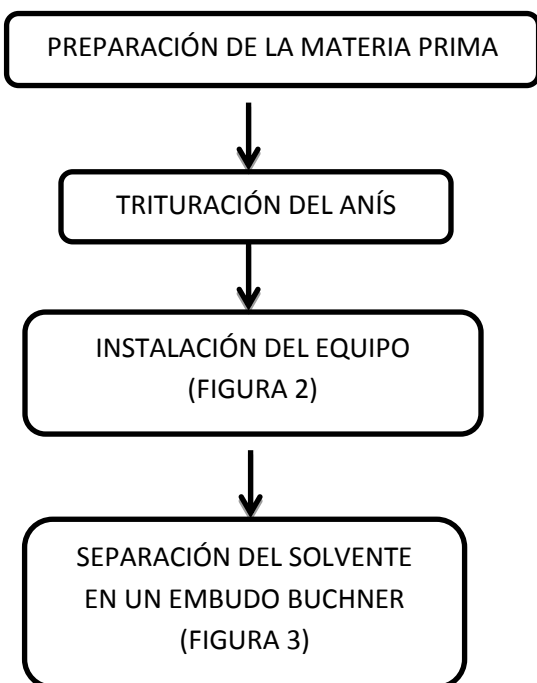 PREPARACIÓN DE LA MATERIA PRIMA
TRITURACIÓN DEL ANÍS
INSTALACIÓN DEL EQUIPO
(FIGURA 2)
SEPARACIÓN DEL SOLVENTE
EN UN EMBUDO BUCHNER
(FIGURA 3)